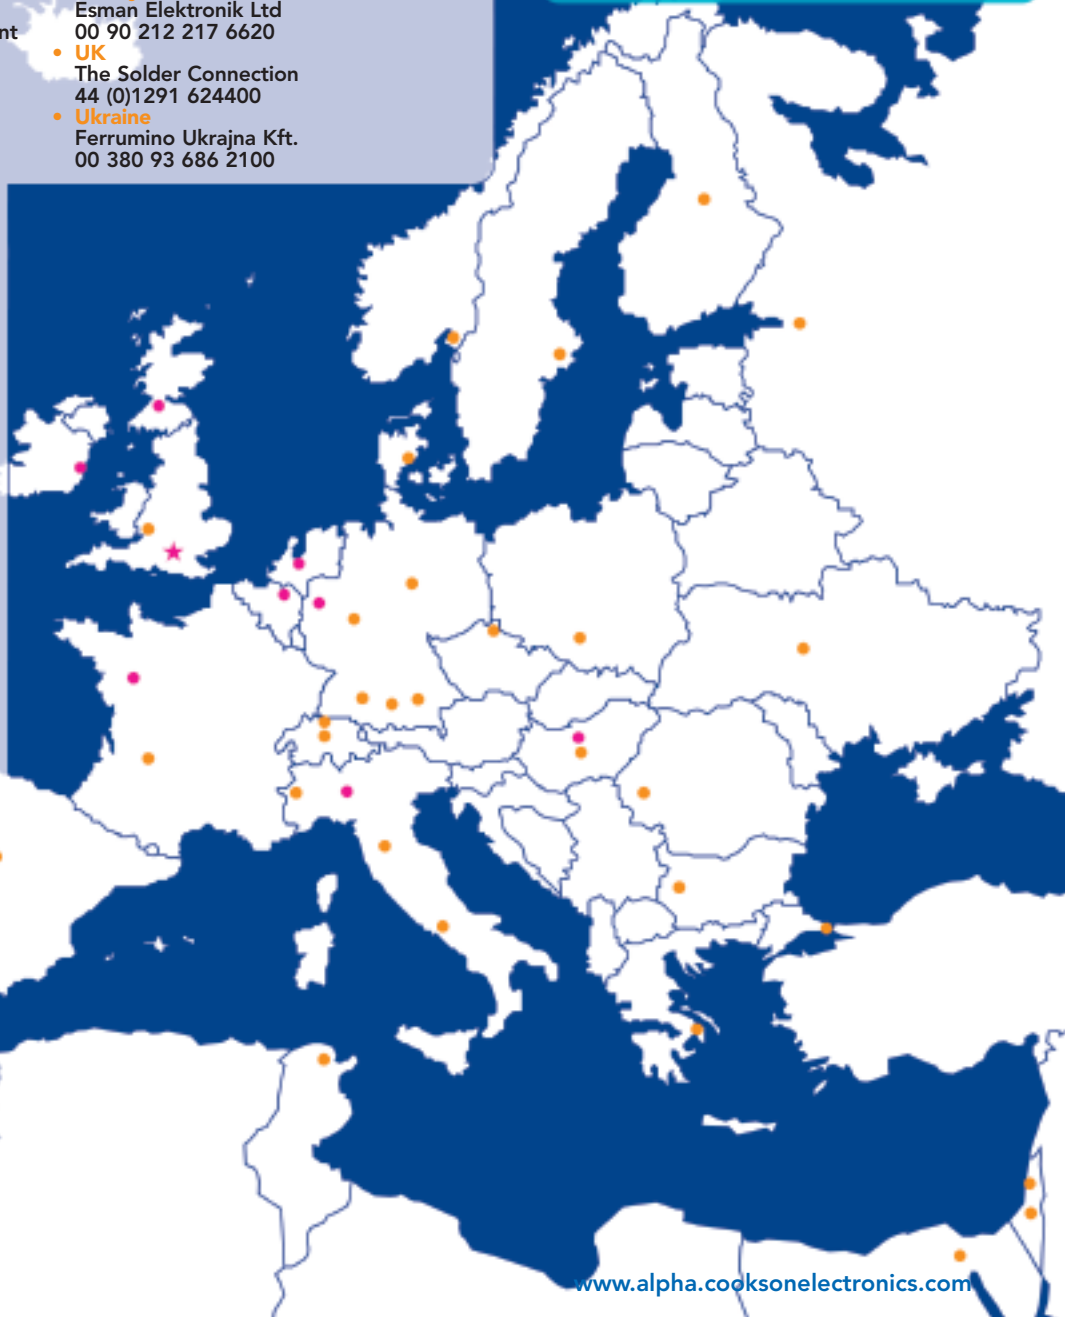 Esman Elektronik Ltd
nt
00 90 212 217 6620
• UK
The Solder Connection
44 (0)1291 624400
• Ukraine
Ferrumino Ukrajna Kft.
00 380 93 686 2100
www.alpha.cooksonelectronics.com